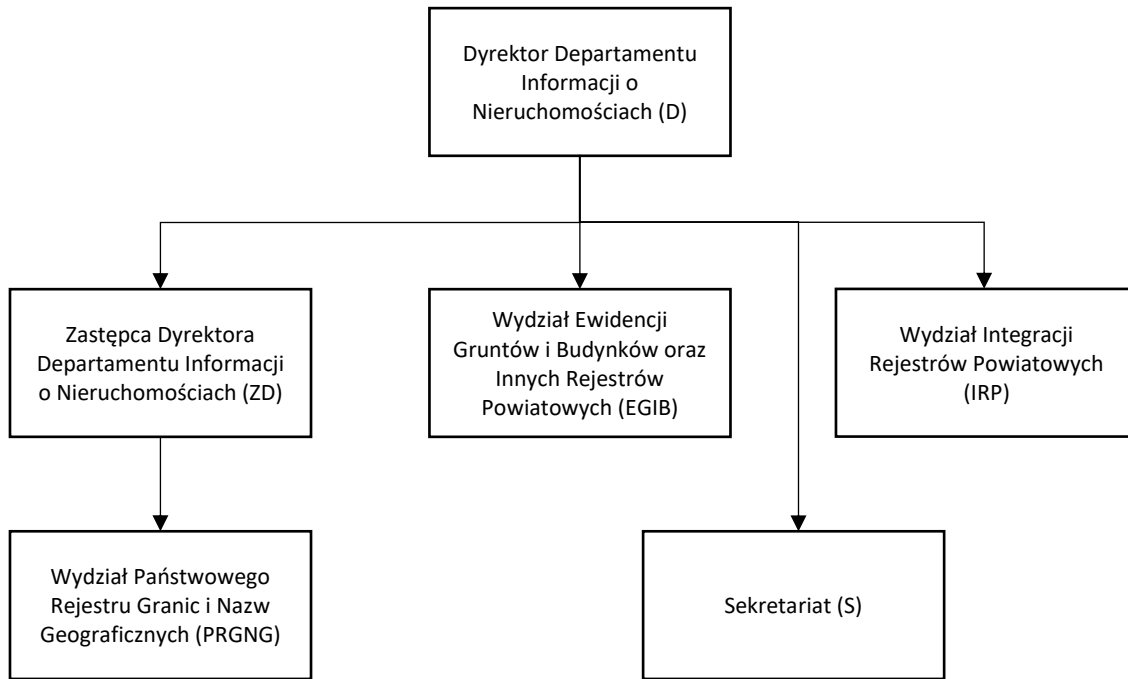 Dyrektor Departamentu
Informacji o
Nieruchomościach (D)
Zastępca Dyrektora
Departamentu Informacji
o Nieruchomościach (ZD)
Wydział Ewidencji
Gruntów i Budynków oraz
Innych Rejestrów
Powiatowych (EGIB)
Wydział Integracji
Rejestrów Powiatowych
(IRP)
Wydział Państwowego
Rejestru Granic i Nazw
Geograficznych (PRGNG)
Sekretariat (S)